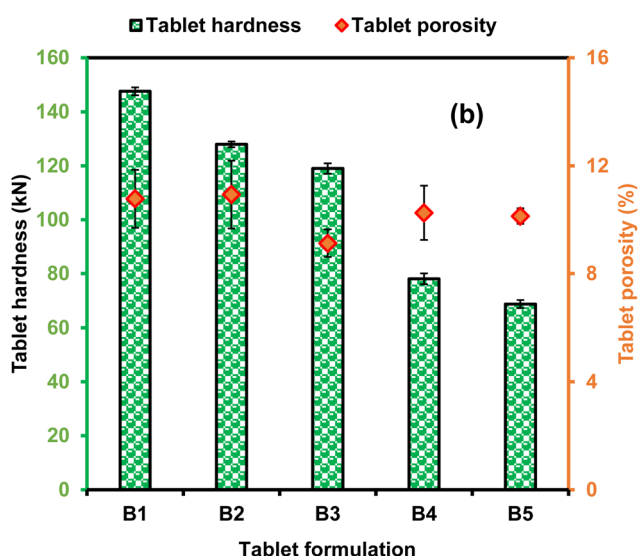 Tablet hardness Tablet porosity
(b)
Tablet hardness (kN)
160
140
120
100
80
60
40
20
0
16
12
8
4
0
Tablet porosity (%)
B1 B2 B3 B4 B5
Tablet formulation